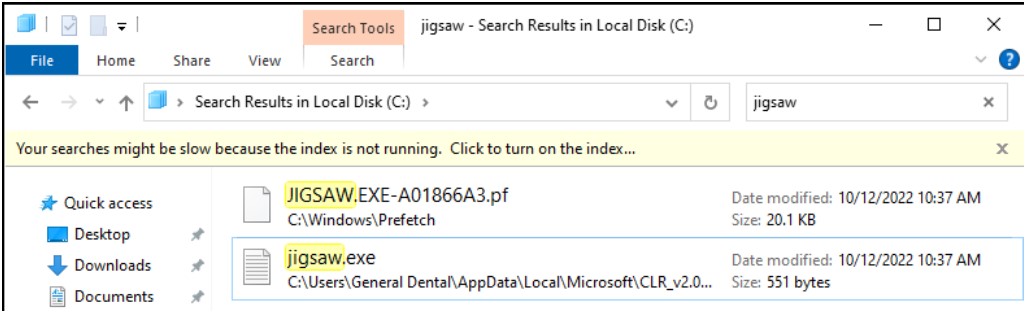 Search Tools
jigsaw - Search Results in Local Disk (C:)
File
Home
Share
View
Search
Search Results in Local Disk (C:)
jigsaw
Your searches might be slow because the index is not running. Click to turn on the index...
Quick access
Desktop
Downloads
Documents
JIGSAW.EXE-A01866A3.pf
C:\Windows\Prefetch
Date modified: 10/12/2022 10:37 AM
Size: 20.1 KB
jigsaw.exe
C:\Users\General Dental\AppData\Local\Microsoft\CLR_v2.0...
Date modified: 10/12/2022 10:37 AM
Size: 551 bytes